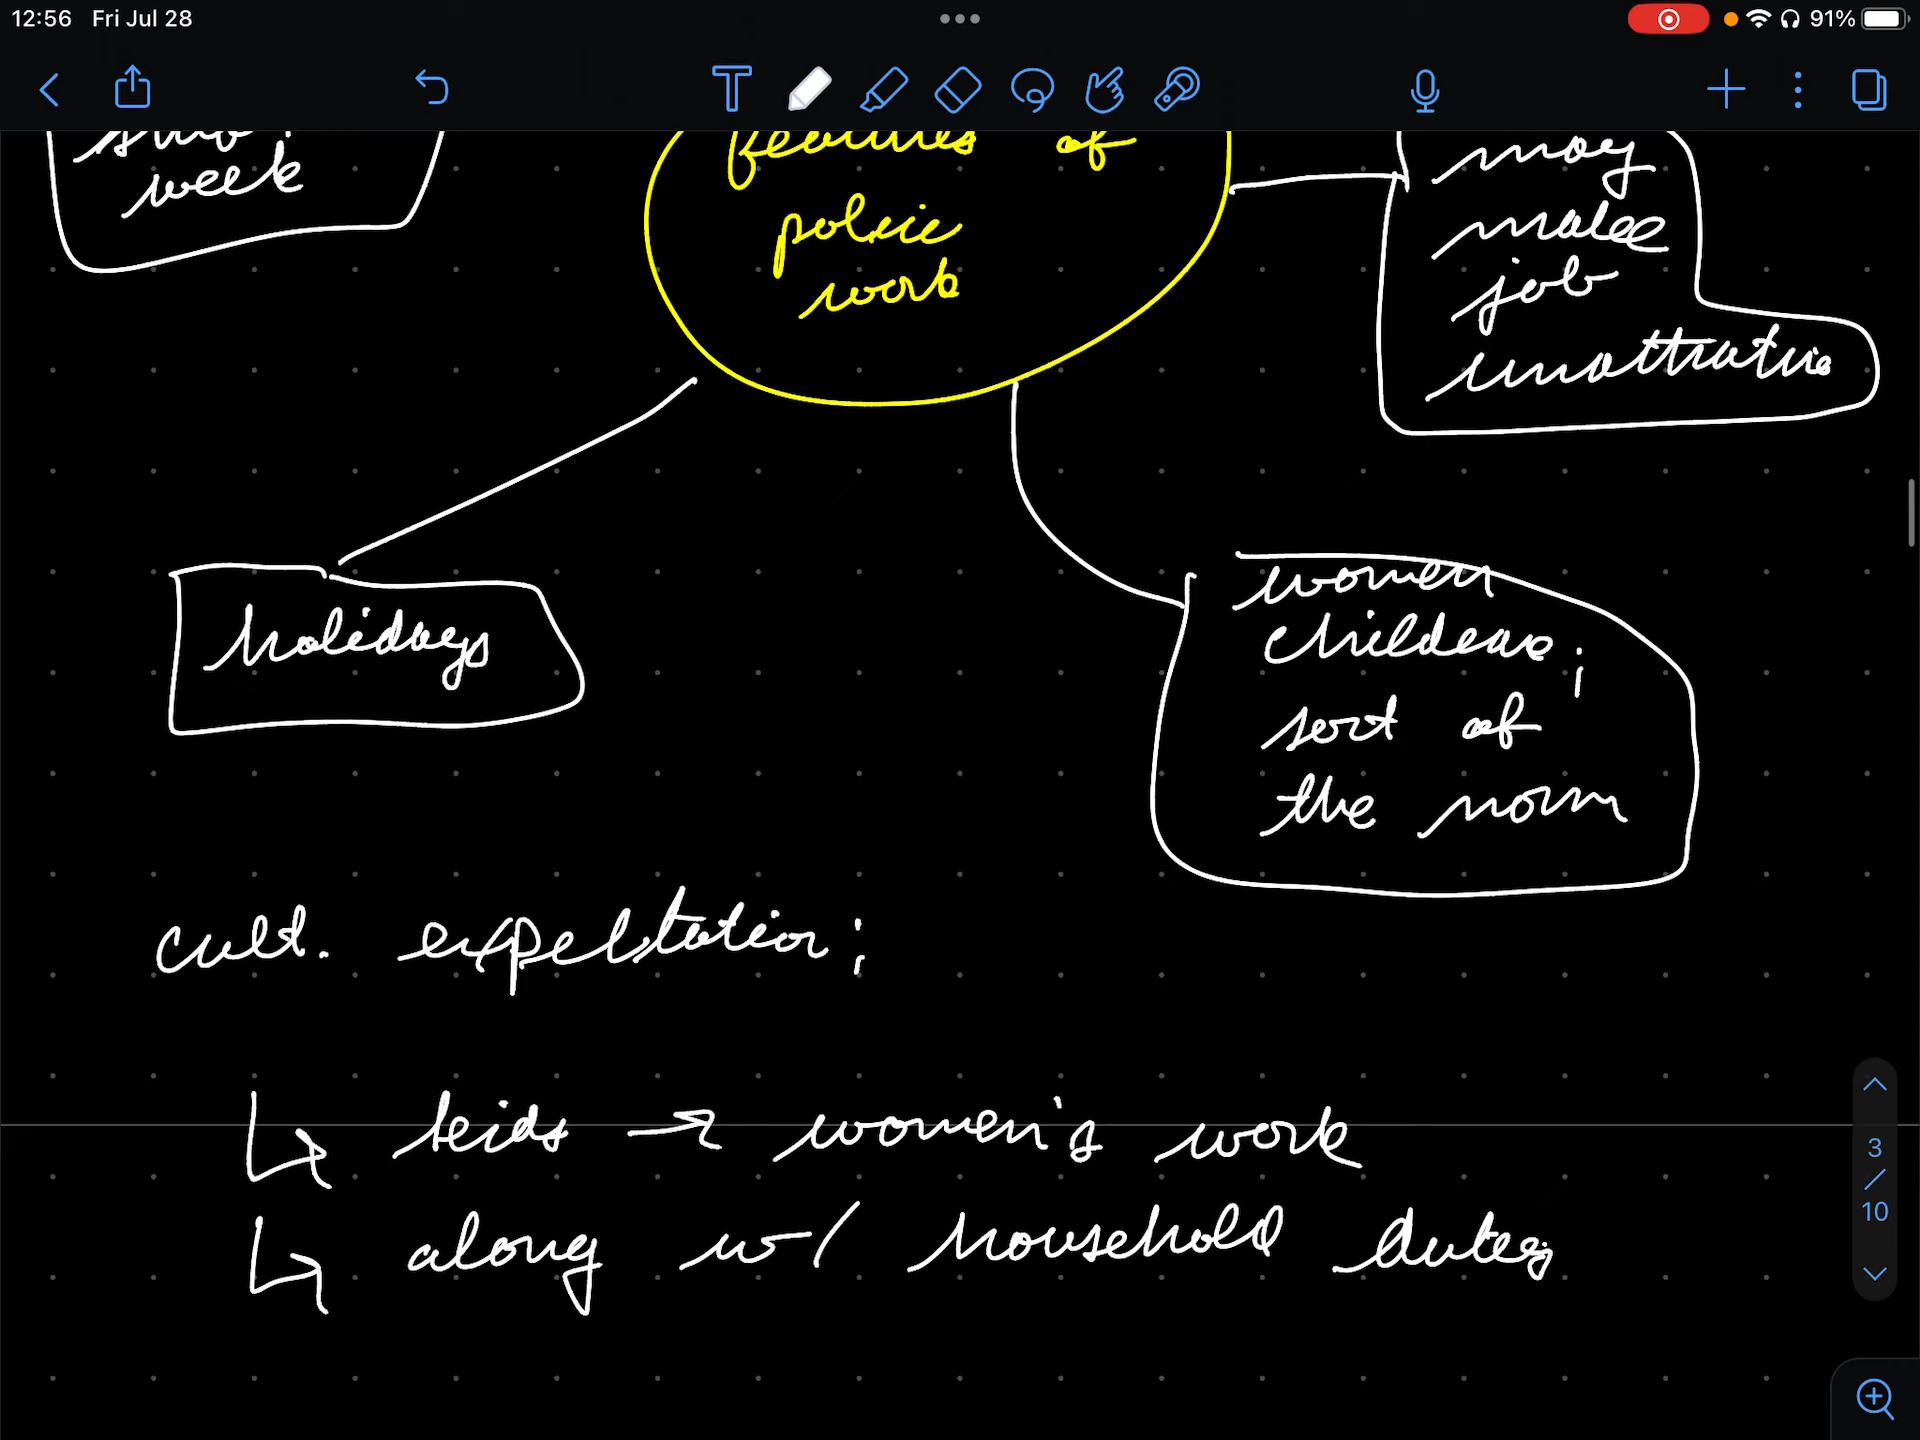 12:56 Fri Jul 28
91%
week
features of
police
work
may
make
job
unattrative
holidays
women
children;
sort of
the norm
cult. expectation;
kids → women's work
along w/ household duties
3
/
10